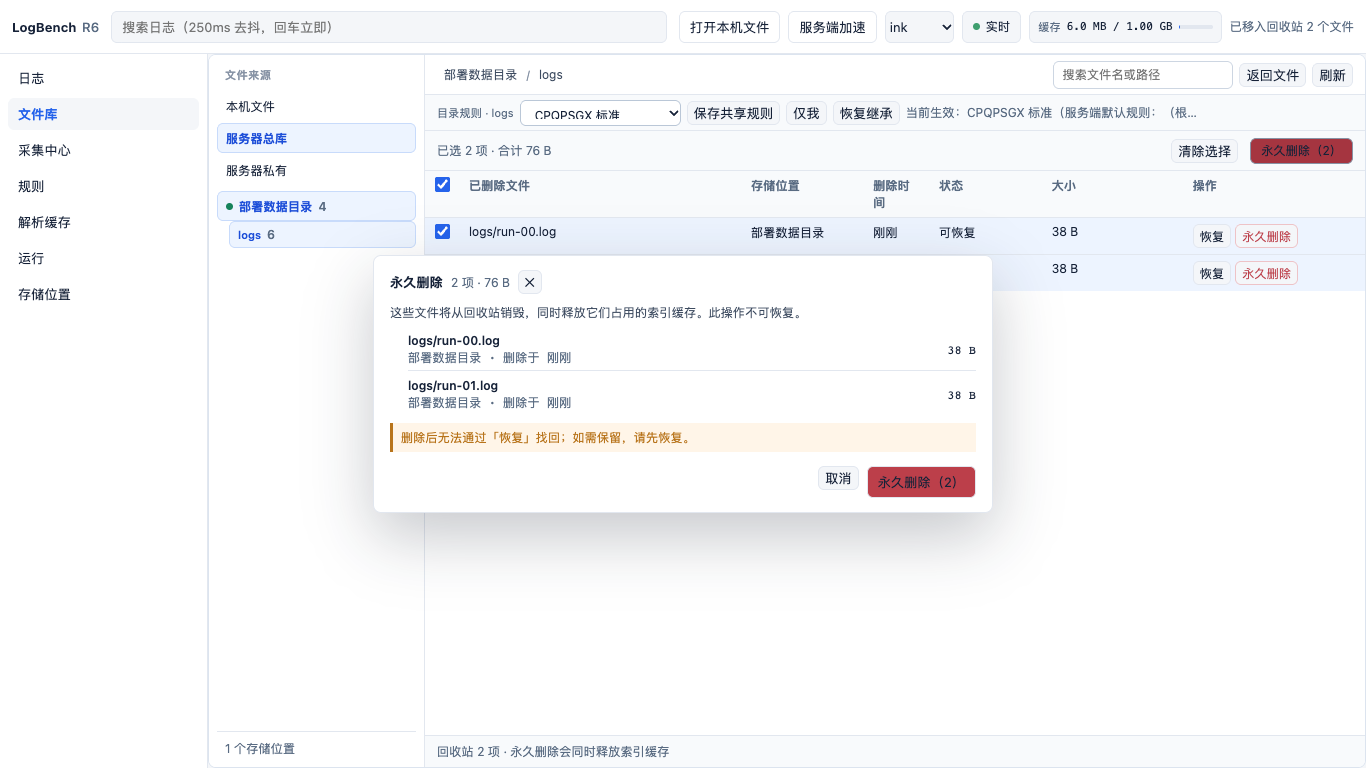 LogBench R6
搜索日志（250ms 去抖，回车立即）
打开本机文件
服务端加速
ink
实时
缓存 6.0 MB / 1.00 GB
已移入回收站 2 个文件
日志
文件库
采集中心
规则
解析缓存
运行
存储位置
文件来源
本机文件
服务器总库
服务器私有
部署数据目录 4
logs 6
1 个存储位置
部署数据目录 / logs
搜索文件名或路径
返回文件
刷新
目录规则 · logs
CPQPSGX 标准
保存共享规则
仅我
恢复继承
当前生效：CPQPSGX 标准（服务端默认规则：（根...
已选 2 项 · 合计 76 B
清除选择
永久删除（2）
已删除文件
存储位置
删除时间
状态
大小
操作
logs/run-00.log
部署数据目录
刚刚
可恢复
38 B
恢复
永久删除
38 B
恢复
永久删除
永久删除 2 项 · 76 B
这些文件将从回收站销毁，同时释放它们占用的索引缓存。此操作不可恢复。
logs/run-00.log
部署数据目录 · 删除于 刚刚
38 B
logs/run-01.log
部署数据目录 · 删除于 刚刚
38 B
删除后无法通过「恢复」找回；如需保留，请先恢复。
取消
永久删除（2）
回收站 2 项 · 永久删除会同时释放索引缓存